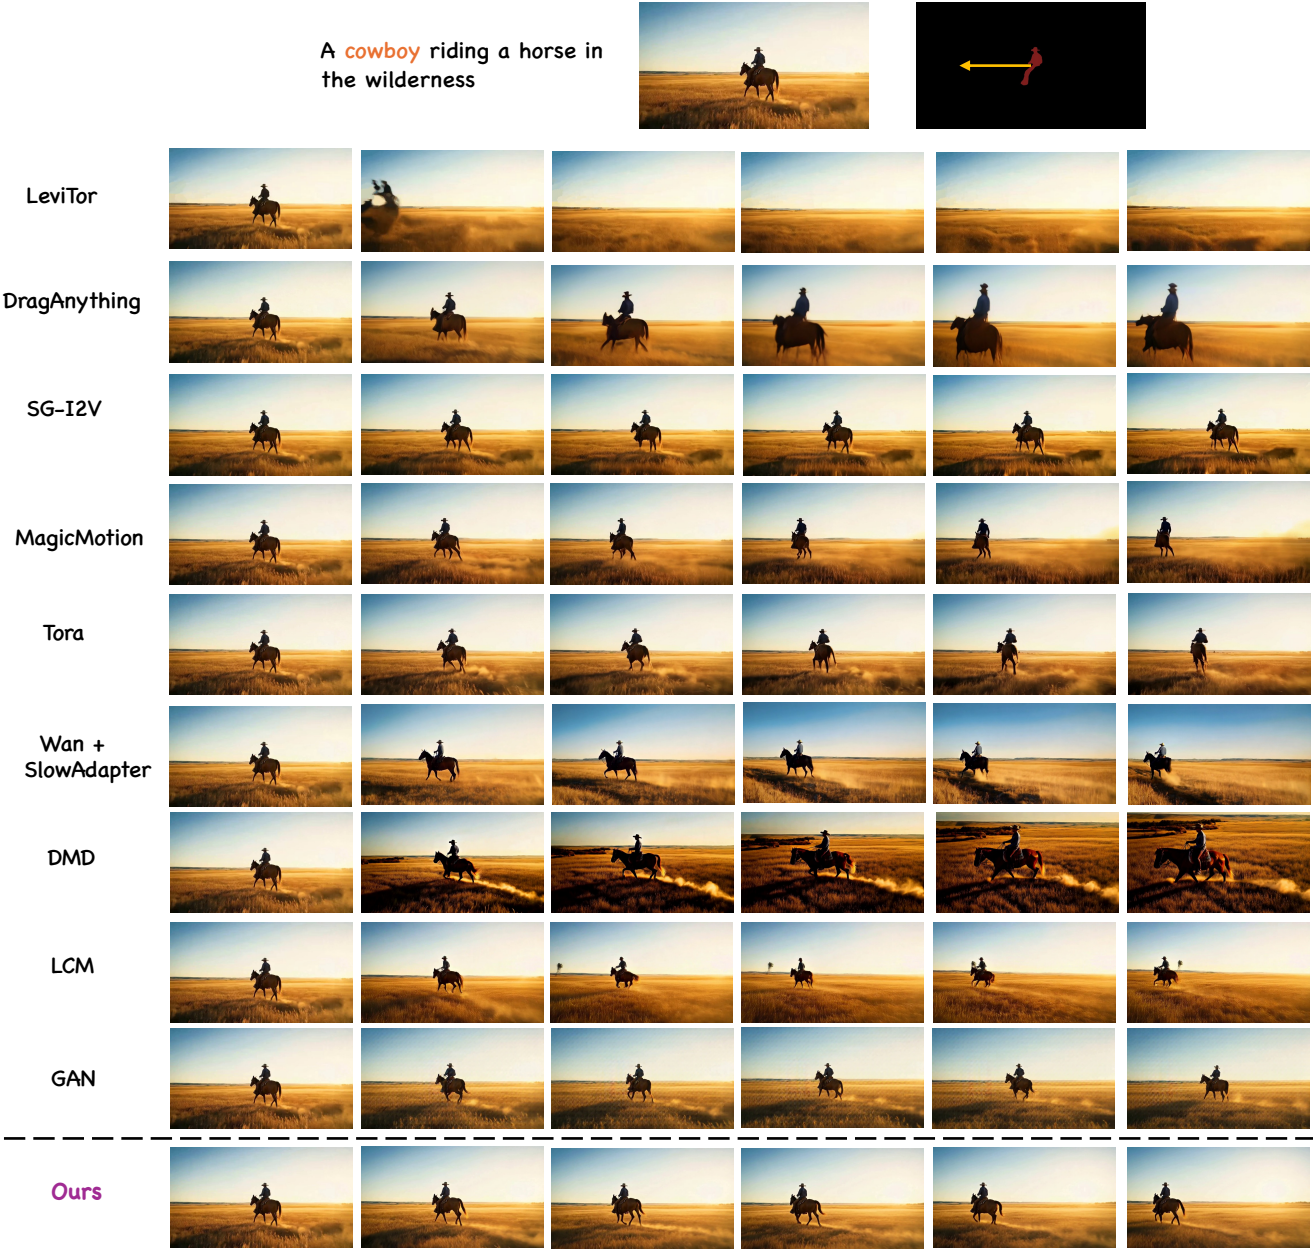 A cowboy riding a horse in
the wilderness
LeviTor
DragAnything
SG-I2V
MagicMotion
Tora
Wan +
SlowAdapter
DMD
LCM
GAN
Ours